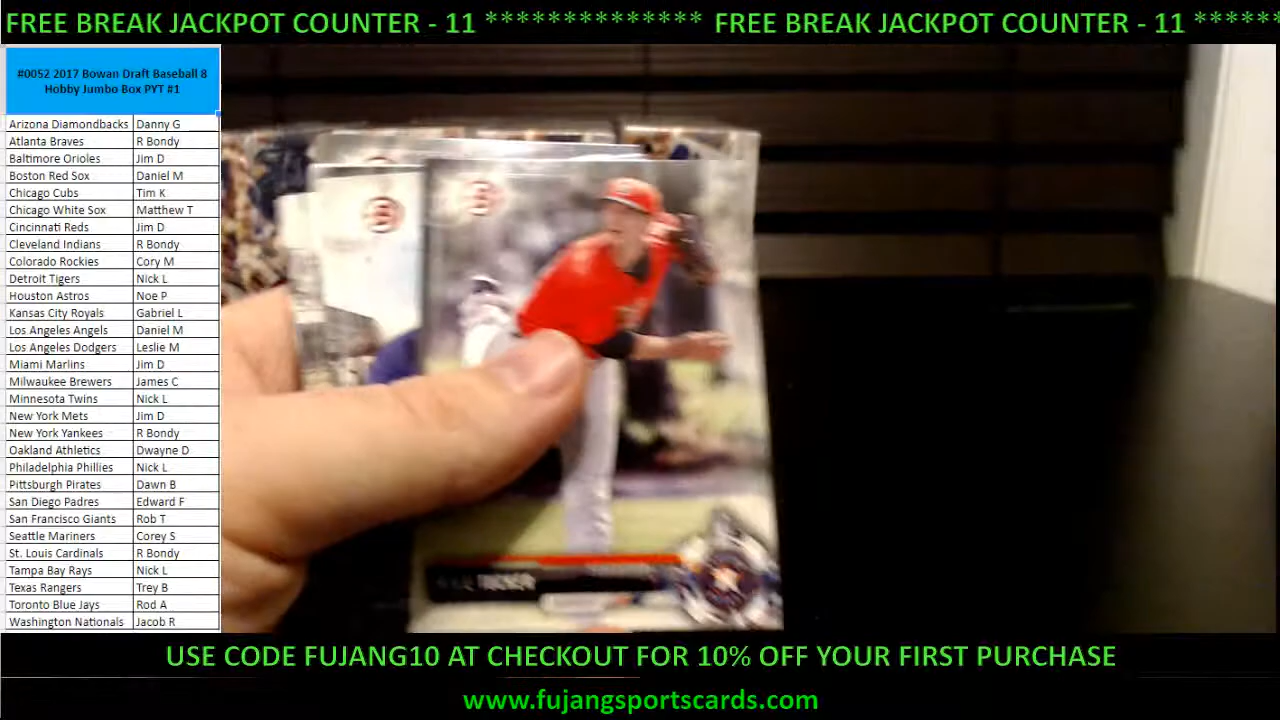 FREE BREAK JACKPOT COUNTER - 11 ************** FREE BREAK JACKPOT COUNTER - 11 ******
#0052 2017 Bowan Draft Baseball 8
Hobby Jumbo Box PYT #1
Arizona Diamondbacks Danny G
Atlanta Braves R Bondy
Baltimore Orioles Jim D
Boston Red Sox Daniel M
Chicago Cubs Tim K
Chicago White Sox Matthew T
Cincinnati Reds Jim D
Cleveland Indians R Bondy
Colorado Rockies Cory M
Detroit Tigers Nick L
Houston Astros Noe P
Kansas City Royals Gabriel L
Los Angeles Angels Daniel M
Los Angeles Dodgers Leslie M
Miami Marlins Jim D
Milwaukee Brewers James C
Minnesota Twins Nick L
New York Mets Jim D
New York Yankees R Bondy
Oakland Athletics Dwayne D
Philadelphia Phillies Nick L
Pittsburgh Pirates Dawn B
San Diego Padres Edward F
San Francisco Giants Rob T
Seattle Mariners Corey S
St. Louis Cardinals R Bondy
Tampa Bay Rays Nick L
Texas Rangers Trey B
Toronto Blue Jays Rod A
Washington Nationals Jacob R
USE CODE FUJANG10 AT CHECKOUT FOR 10% OFF YOUR FIRST PURCHASE
www.fujangsportscards.com